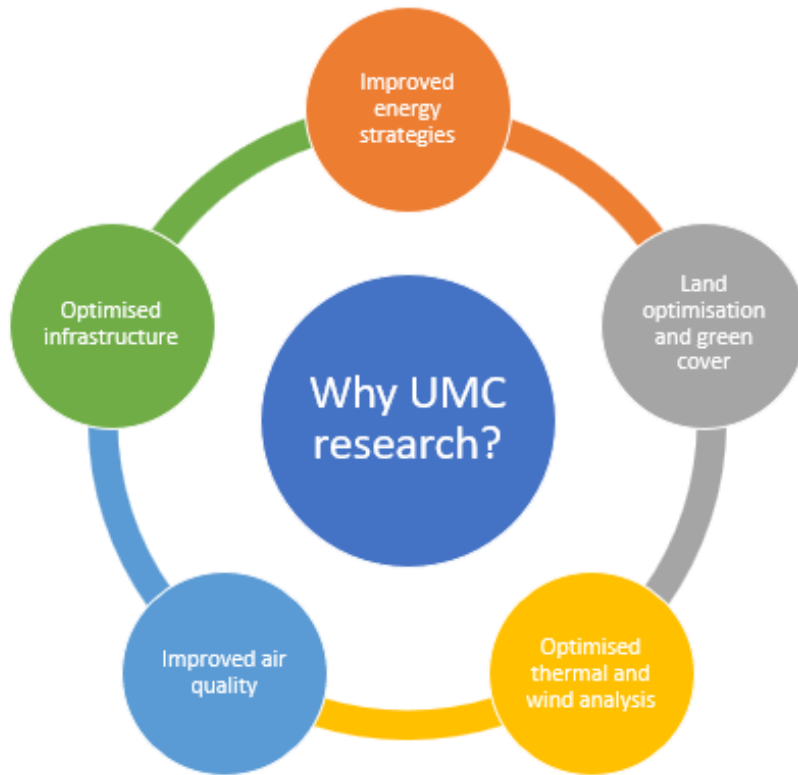 Improved
energy
strategies
Land
optimisation
and green
cover
Optimised
thermal and
wind analysis
Improved air
quality
Optimised
infrastructure
Why UMC
research?